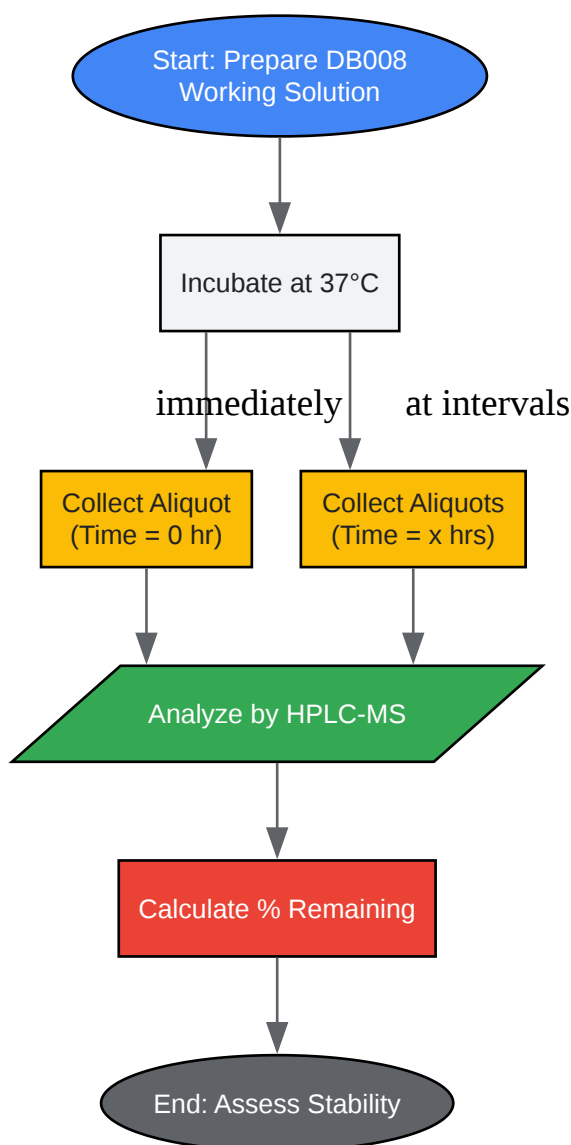 Start: Prepare DB008
Working Solution
Incubate at 37°C
immediately
at intervals
Collect Aliquot
(Time = 0 hr)
Collect Aliquots
(Time = x hrs)
Analyze by HPLC-MS
Calculate % Remaining
End: Assess Stability